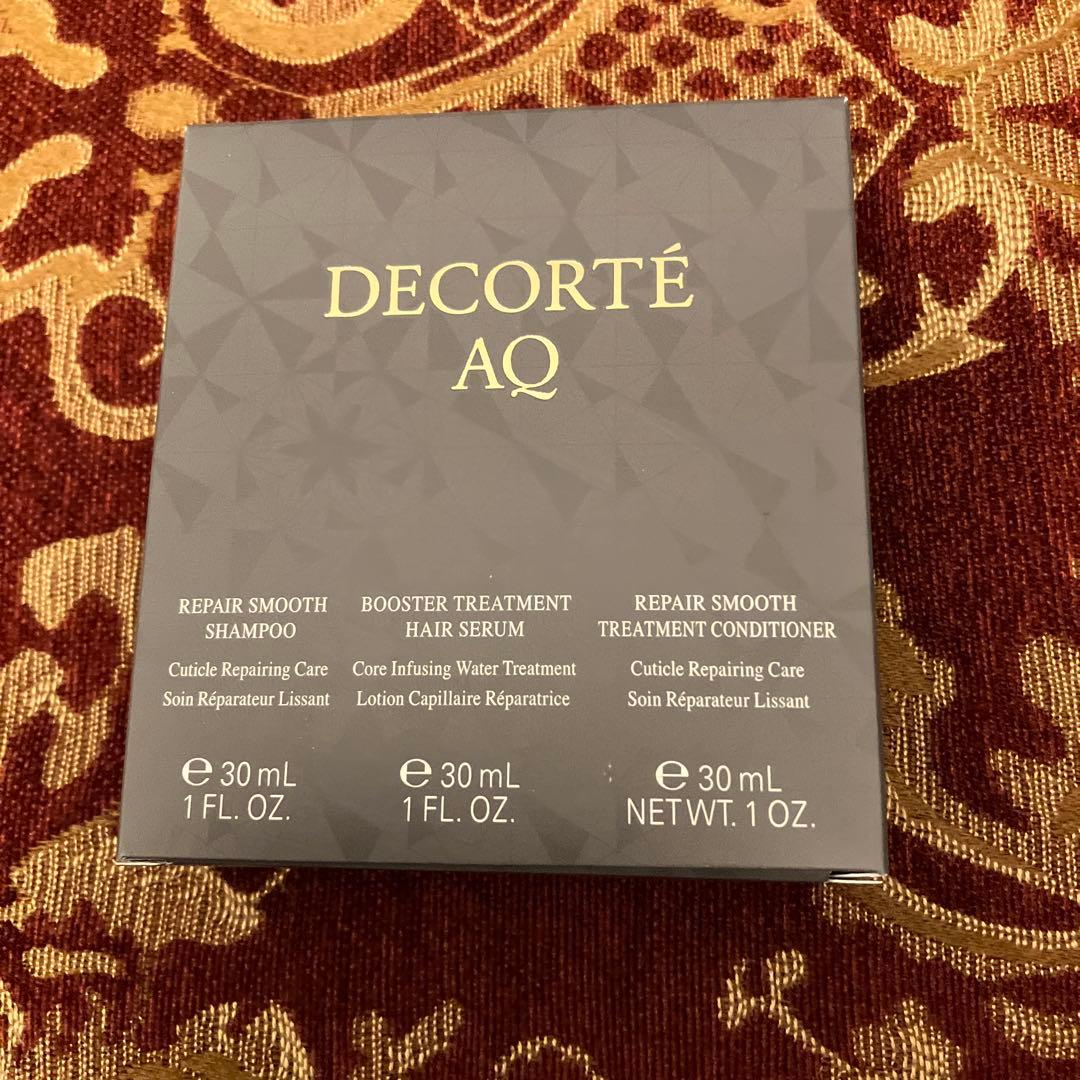 DECORTÉ
AQ
REPAIR SMOOTH
SHAMPOO
Cuticle Repairing Care
Soin Réparateur Lissant
℮ 30 mL
1 FL. OZ.
BOOSTER TREATMENT
HAIR SERUM
Core Infusing Water Treatment
Lotion Capillaire Réparatrice
℮ 30 mL
1 FL. OZ.
REPAIR SMOOTH
TREATMENT CONDITIONER
Cuticle Repairing Care
Soin Réparateur Lissant
℮ 30 mL
NET WT. 1 OZ.